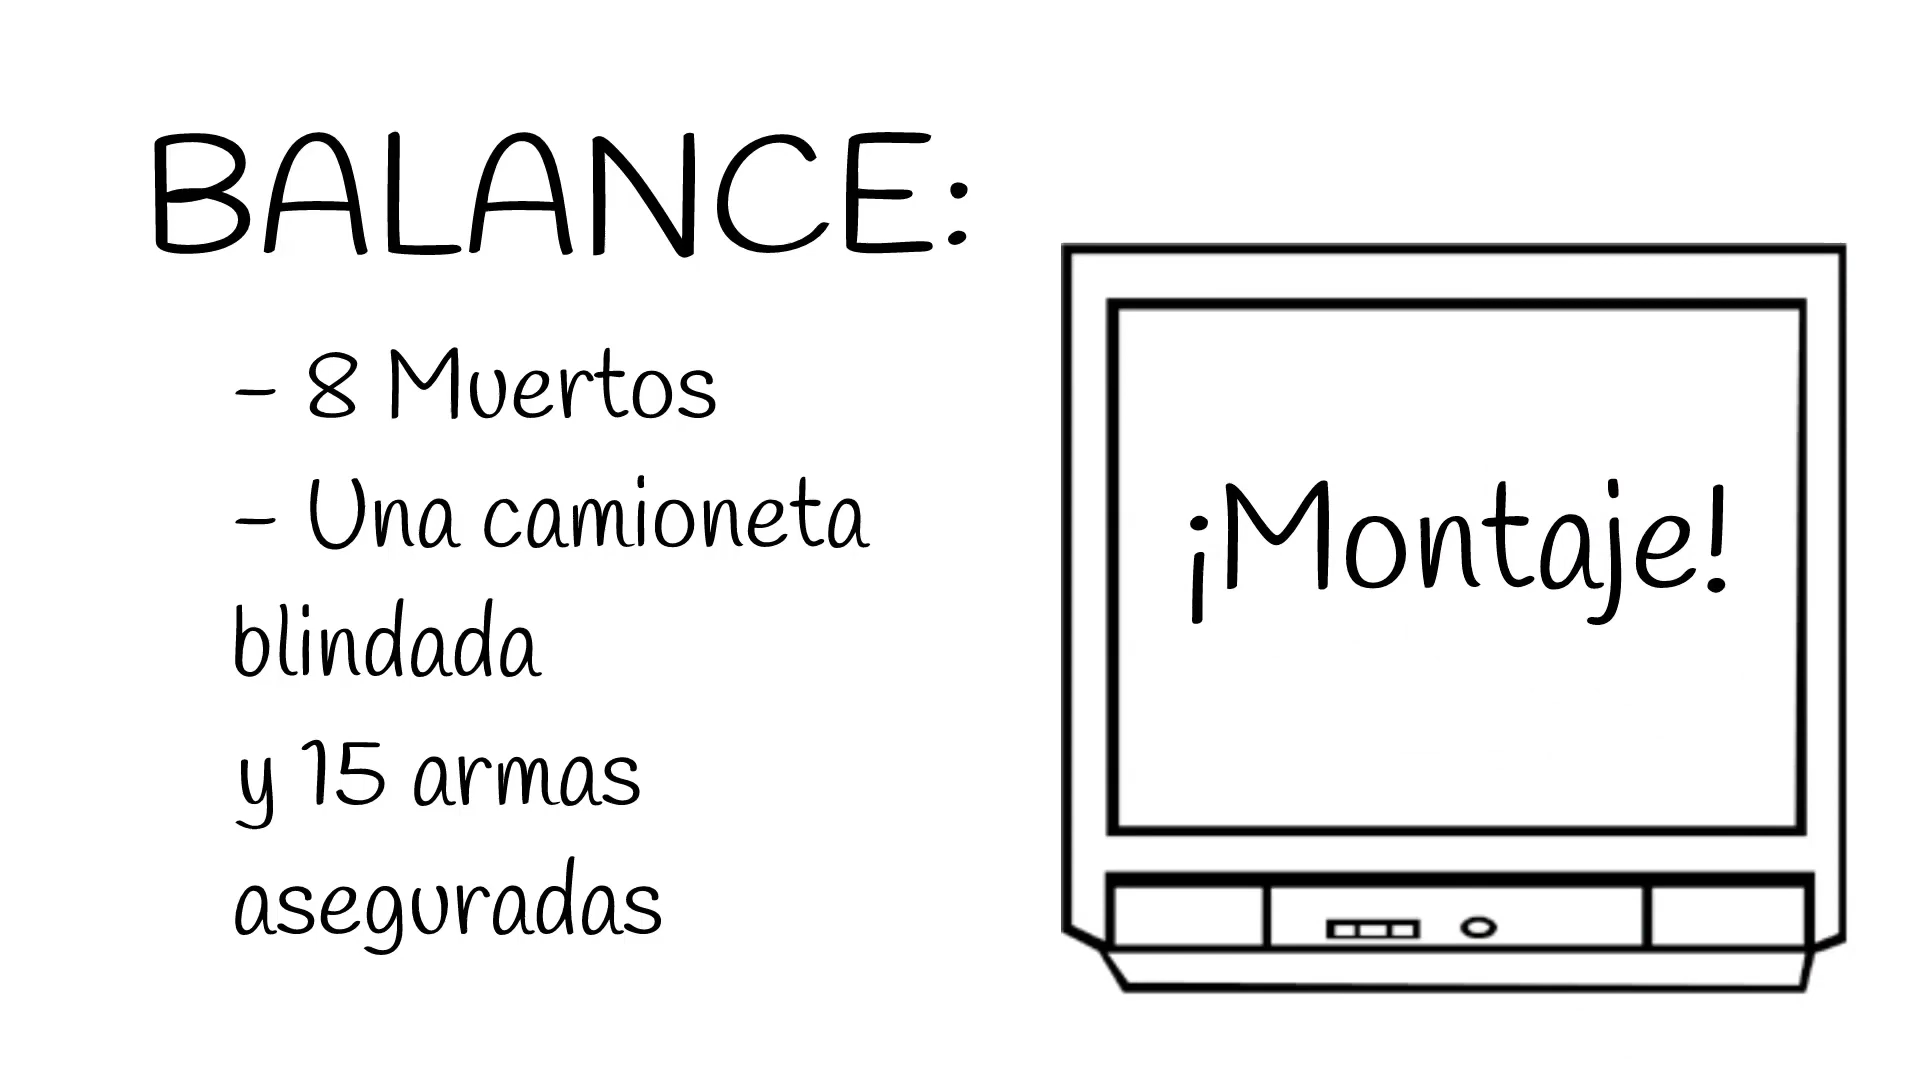 BALANCE:
- 8 Muertos
- Una camioneta
blindada
y 15 armas
aseguradas
¡Montaje!